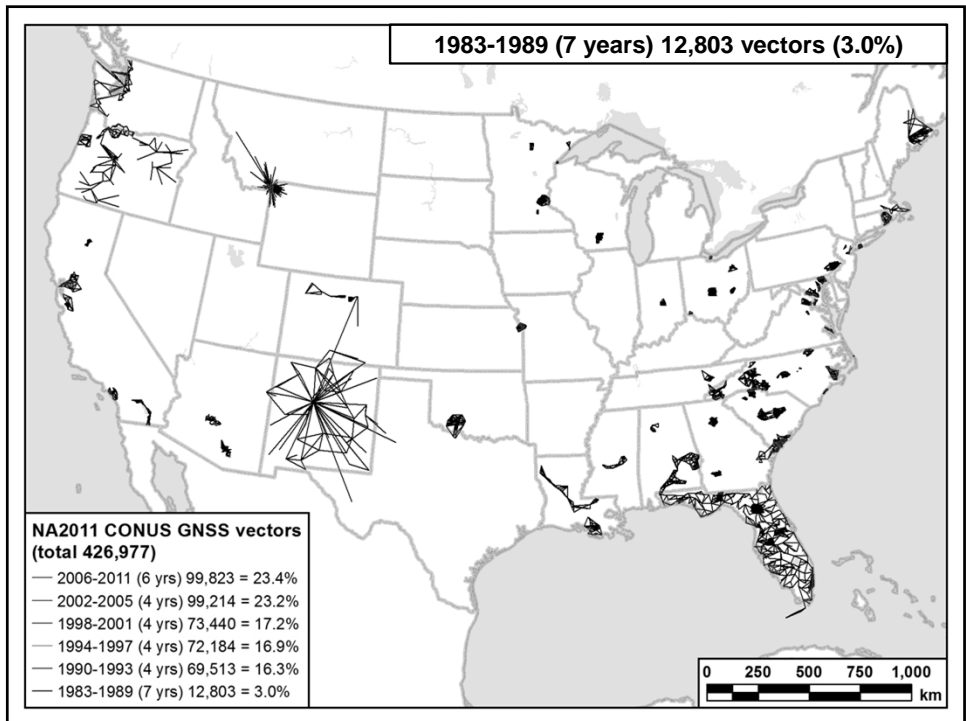 1983-1989 (7 years) 12,803 vectors (3.0%)
NA2011 CONUS GNSS vectors
(total 426,977)
2006-2011 (6 yrs) 99,823 = 23.4%
2002-2005 (4 yrs) 99,214 = 23.2%
1998-2001 (4 yrs) 73,440 = 17.2%
1994-1997 (4 yrs) 72,184 = 16.9%
1990-1993 (4 yrs) 69,513 = 16.3%
1983-1989 (7 yrs) 12,803 = 3.0%
0 250 500 750 1,000
km